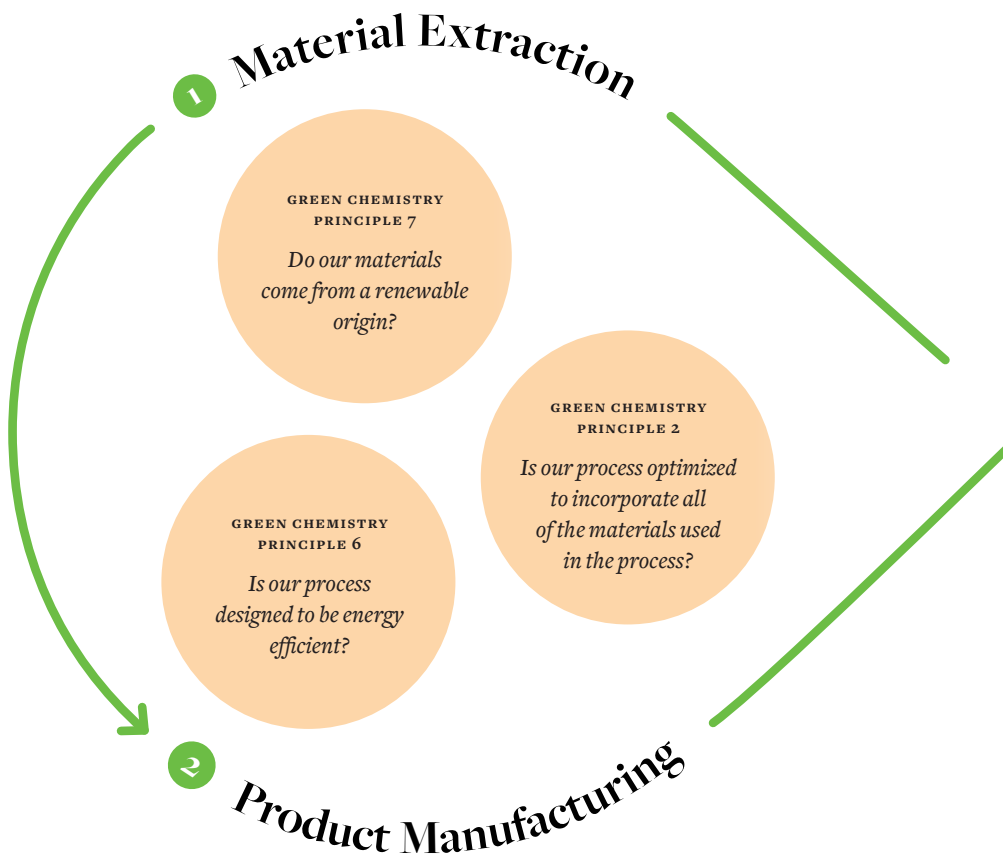 1 Material Extraction
GREEN CHEMISTRY
PRINCIPLE 7
Do our materials
come from a renewable
origin?
GREEN CHEMISTRY
PRINCIPLE 2
Is our process optimized
to incorporate all
of the materials used
in the process?
GREEN CHEMISTRY
PRINCIPLE 6
Is our process
designed to be energy
efficient?
2 Product Manufacturing